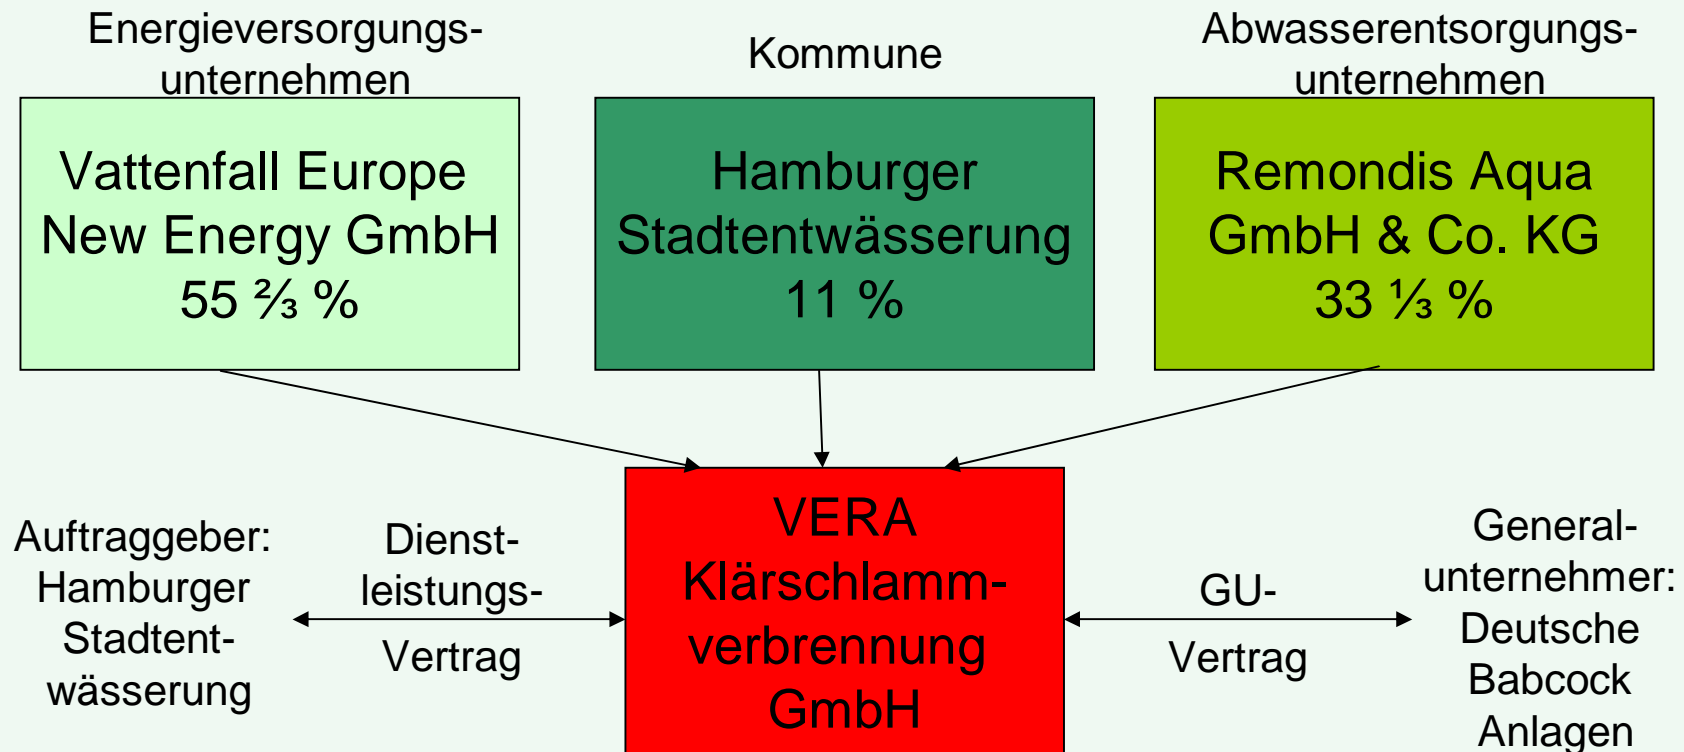 Energieversorgungs-
unternehmen
Kommune
Abwasserentsorgungs-
unternehmen
Vattenfall Europe
New Energy GmbH
55 ⅔ %
Hamburger
Stadtentwässerung
11 %
Remondis Aqua
GmbH & Co. KG
33 ⅓ %
Auftraggeber:
Hamburger
Stadtent-
wässerung
Dienst-
leistungs-
Vertrag
VERA
Klärschlamm-
verbrennung
GmbH
GU-
Vertrag
General-
unternehmer:
Deutsche
Babcock
Anlagen